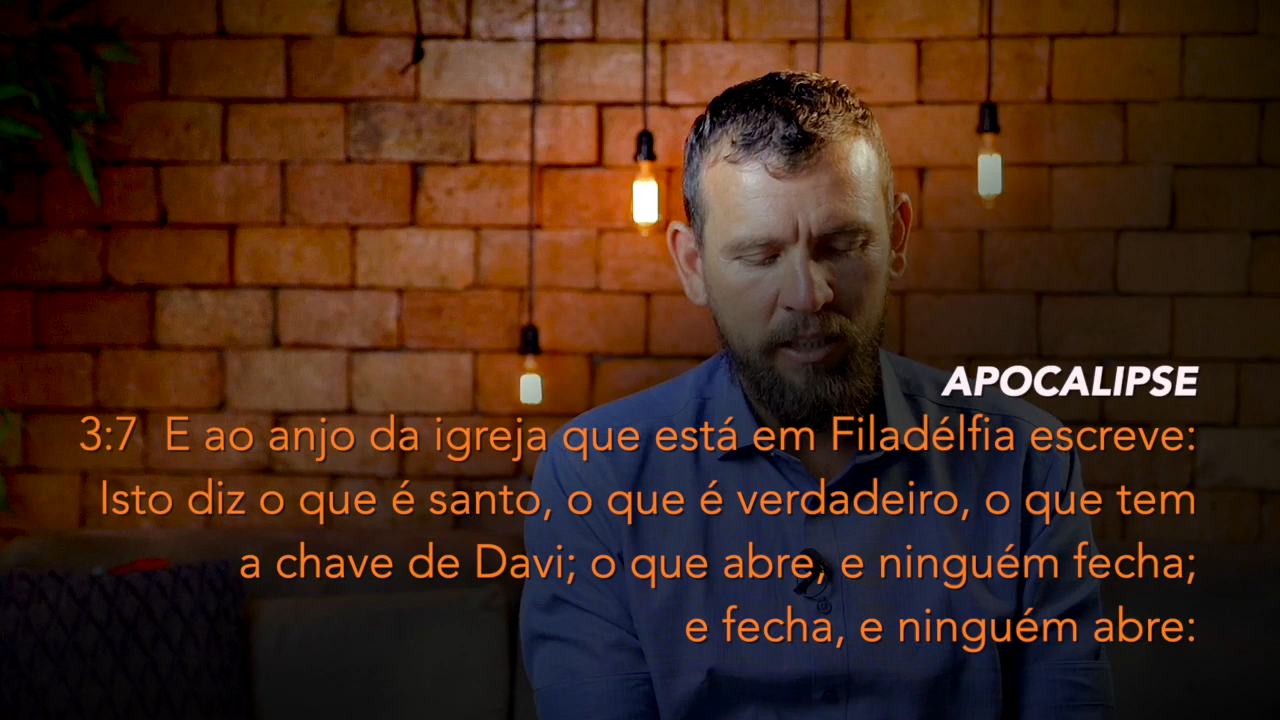 APOCALIPSE
3:7 E ao anjo da igreja que está em Filadélfia escreve:
Isto diz o que é santo, o que é verdadeiro, o que tem
a chave de Davi; o que abre, e ninguém fecha;
e fecha, e ninguém abre: